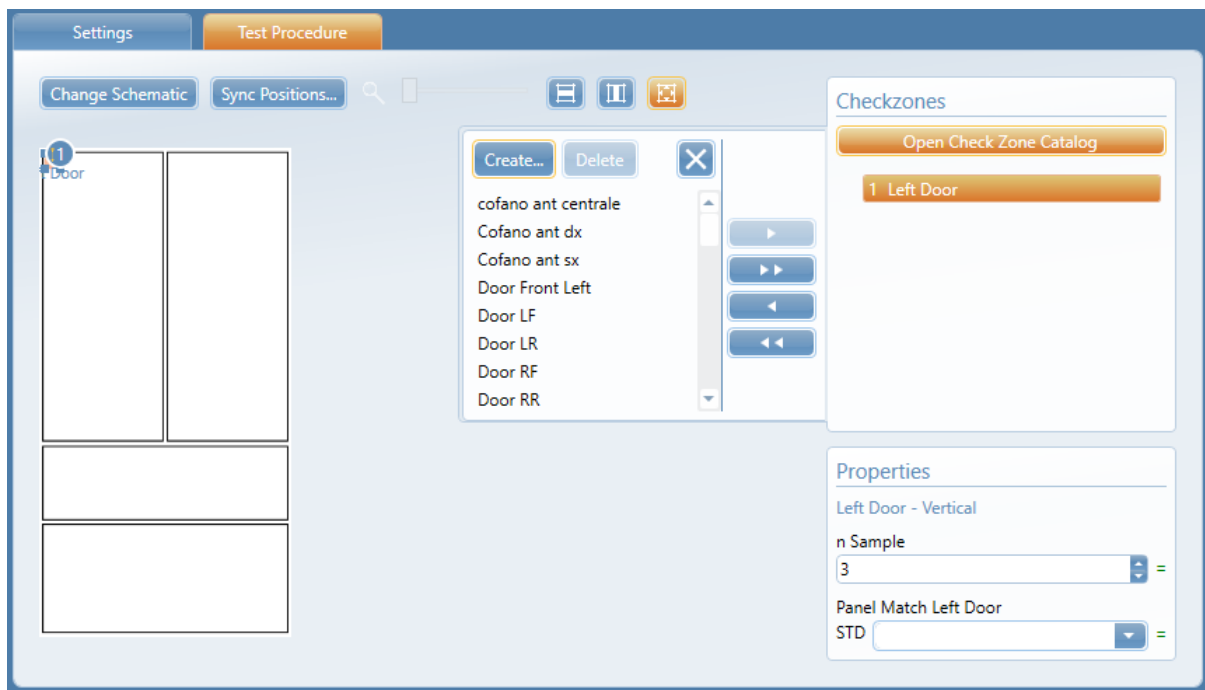 Settings
Test Procedure
Change Schematic
Sync Positions...
1
Door
Create...
Delete
cofano ant centrale
Cofano ant dx
Cofano ant sx
Door Front Left
Door LF
Door LR
Door RF
Door RR
Checkzones
Open Check Zone Catalog
1 Left Door
Properties
Left Door - Vertical
n Sample
3 =
Panel Match Left Door
STD =